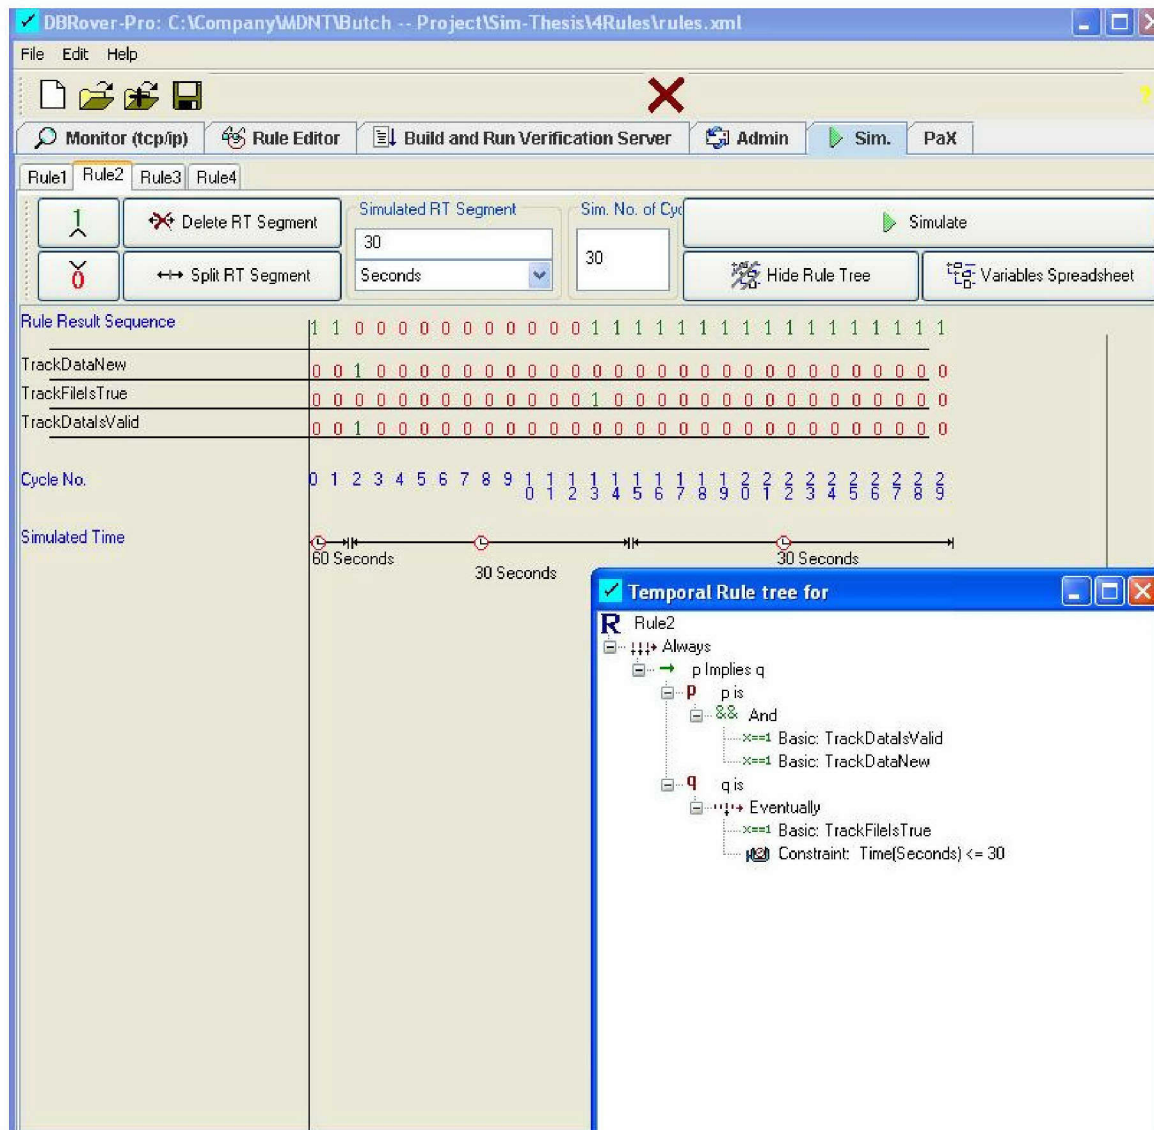 DBRover-Pro: C:\Company\MDNT\Butch -- Project\Sim-Thesis\4Rules\rules.xml
File Edit Help
?
Monitor (tcp/ip) Rule Editor Build and Run Verification Server Admin Sim. PaX
Rule1 Rule2 Rule3 Rule4
1 Delete RT Segment Simulated RT Segment 30 Sim. No. of Cyc Simulate
0 Split RT Segment Seconds 30 Hide Rule Tree Variables Spreadsheet
Rule Result Sequence 1 1 0 0 0 0 0 0 0 0 0 0 0 1 1 1 1 1 1 1 1 1 1 1 1 1 1 1 1 1
TrackDataNew 0 0 1 0 0 0 0 0 0 0 0 0 0 0 0 0 0 0 0 0 0 0 0 0 0 0 0 0 0 0
TrackFileIsTrue 0 0 0 0 0 0 0 0 0 0 0 0 0 1 0 0 0 0 0 0 0 0 0 0 0 0 0 0 0 0
TrackDataIsValid 0 0 1 0 0 0 0 0 0 0 0 0 0 0 0 0 0 0 0 0 0 0 0 0 0 0 0 0 0 0
Cycle No. 0 1 2 3 4 5 6 7 8 9 10 11 12 13 14 15 16 17 18 19 20 21 22 23 24 25 26 27 28 29
Simulated Time
60 Seconds 30 Seconds 30 Seconds
Temporal Rule tree for
R Rule2
Always
p Implies q
p p is
&& And
x==1 Basic: TrackDataIsValid
x==1 Basic: TrackDataNew
q q is
Eventually
x==1 Basic: TrackFileIsTrue
Constraint: Time(Seconds) <= 30